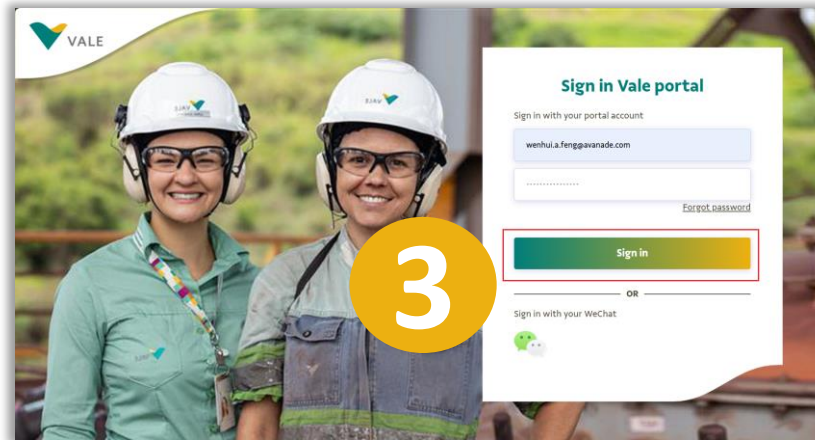 VALE
Sign in Vale portal
Sign in with your portal account
wenhui.a.feng@avanade.com
Forgot password
Sign in
OR
Sign in with your WeChat
3